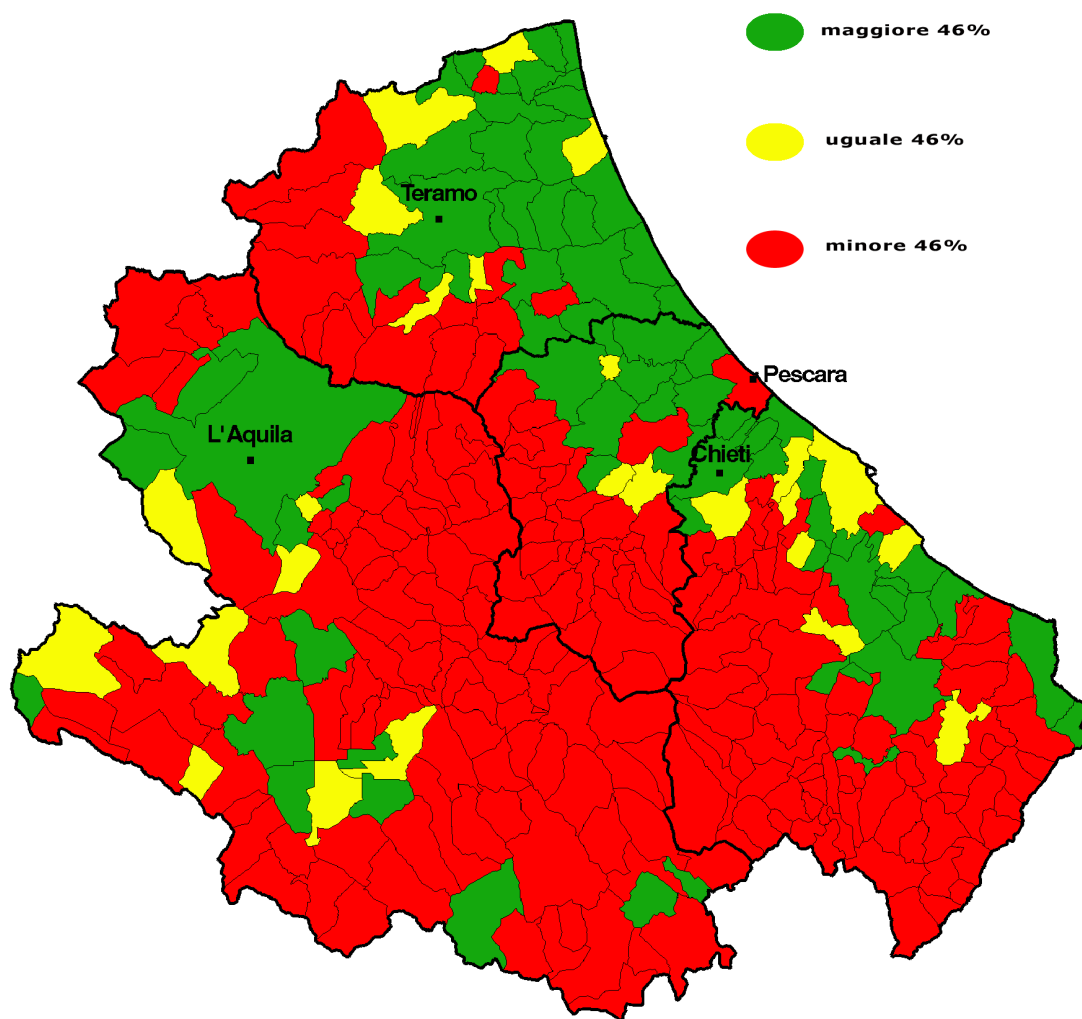 maggiore 46%
uguale 46%
Teramo
minore 46%
Pescara
L'Aquila
Chieti